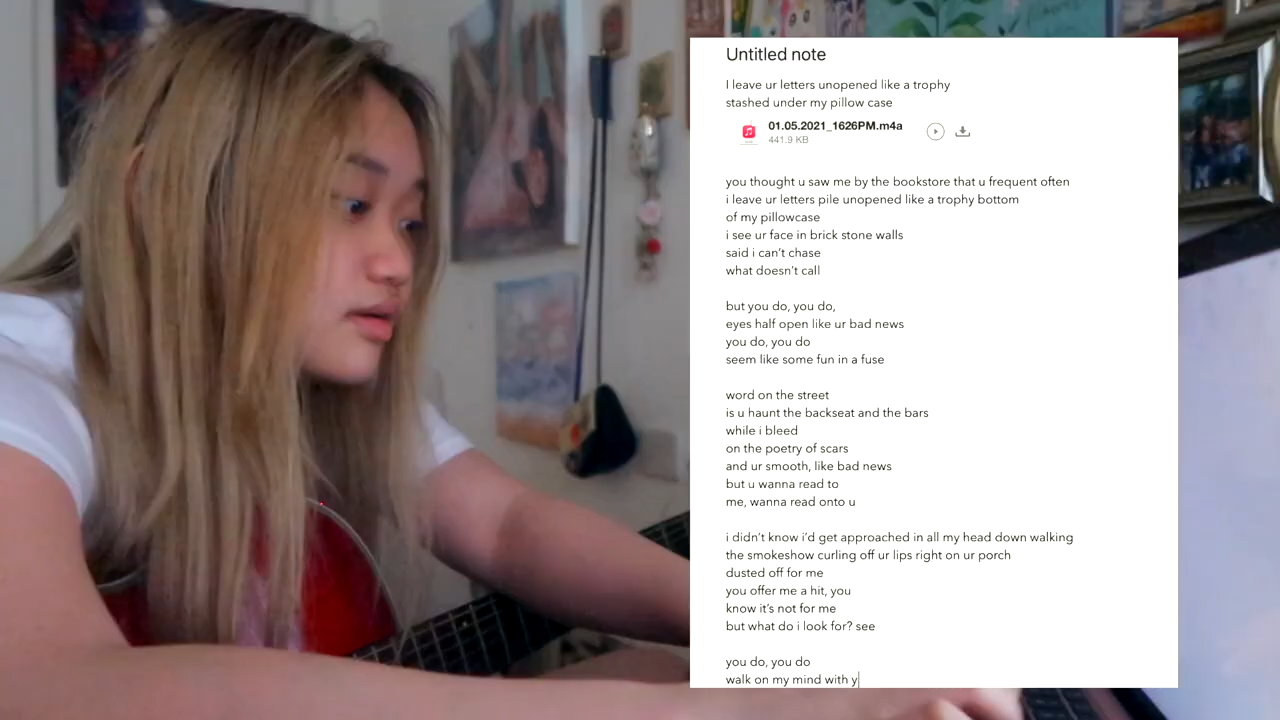 Untitled note
I leave ur letters unopened like a trophy
stashed under my pillow case
01.05.2021_1626PM.m4a
441.9 KB
you thought u saw me by the bookstore that u frequent often
i leave ur letters pile unopened like a trophy bottom
of my pillowcase
i see ur face in brick stone walls
said i can't chase
what doesn't call
but you do, you do,
eyes half open like ur bad news
you do, you do
seem like some fun in a fuse
word on the street
is u haunt the backseat and the bars
while i bleed
on the poetry of scars
and ur smooth, like bad news
but u wanna read to
me, wanna read onto u
i didn't know i'd get approached in all my head down walking
the smokeshow curling off ur lips right on ur porch
dusted off for me
you offer me a hit, you
know it's not for me
but what do i look for? see
you do, you do
walk on my mind with y